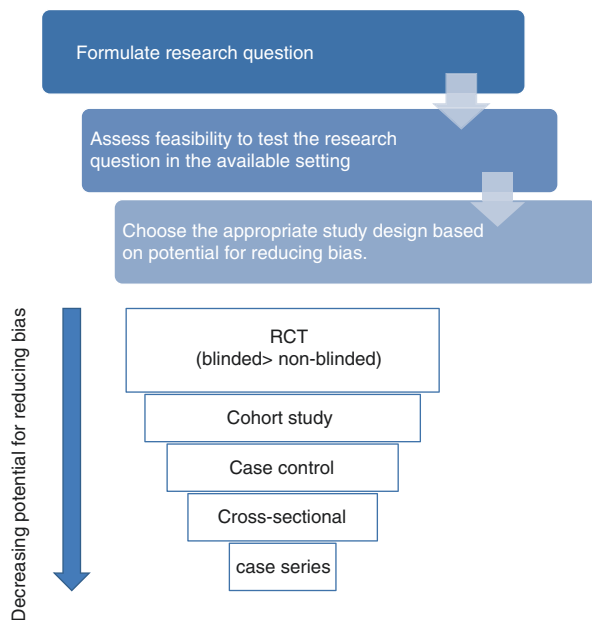 Formulate research question
Assess feasibility to test the research
question in the available setting
Choose the appropriate study design based
on potential for reducing bias.
Decreasing potential for reducing bias
RCT
(blinded> non-blinded)
Cohort study
Case control
Cross-sectional
case series